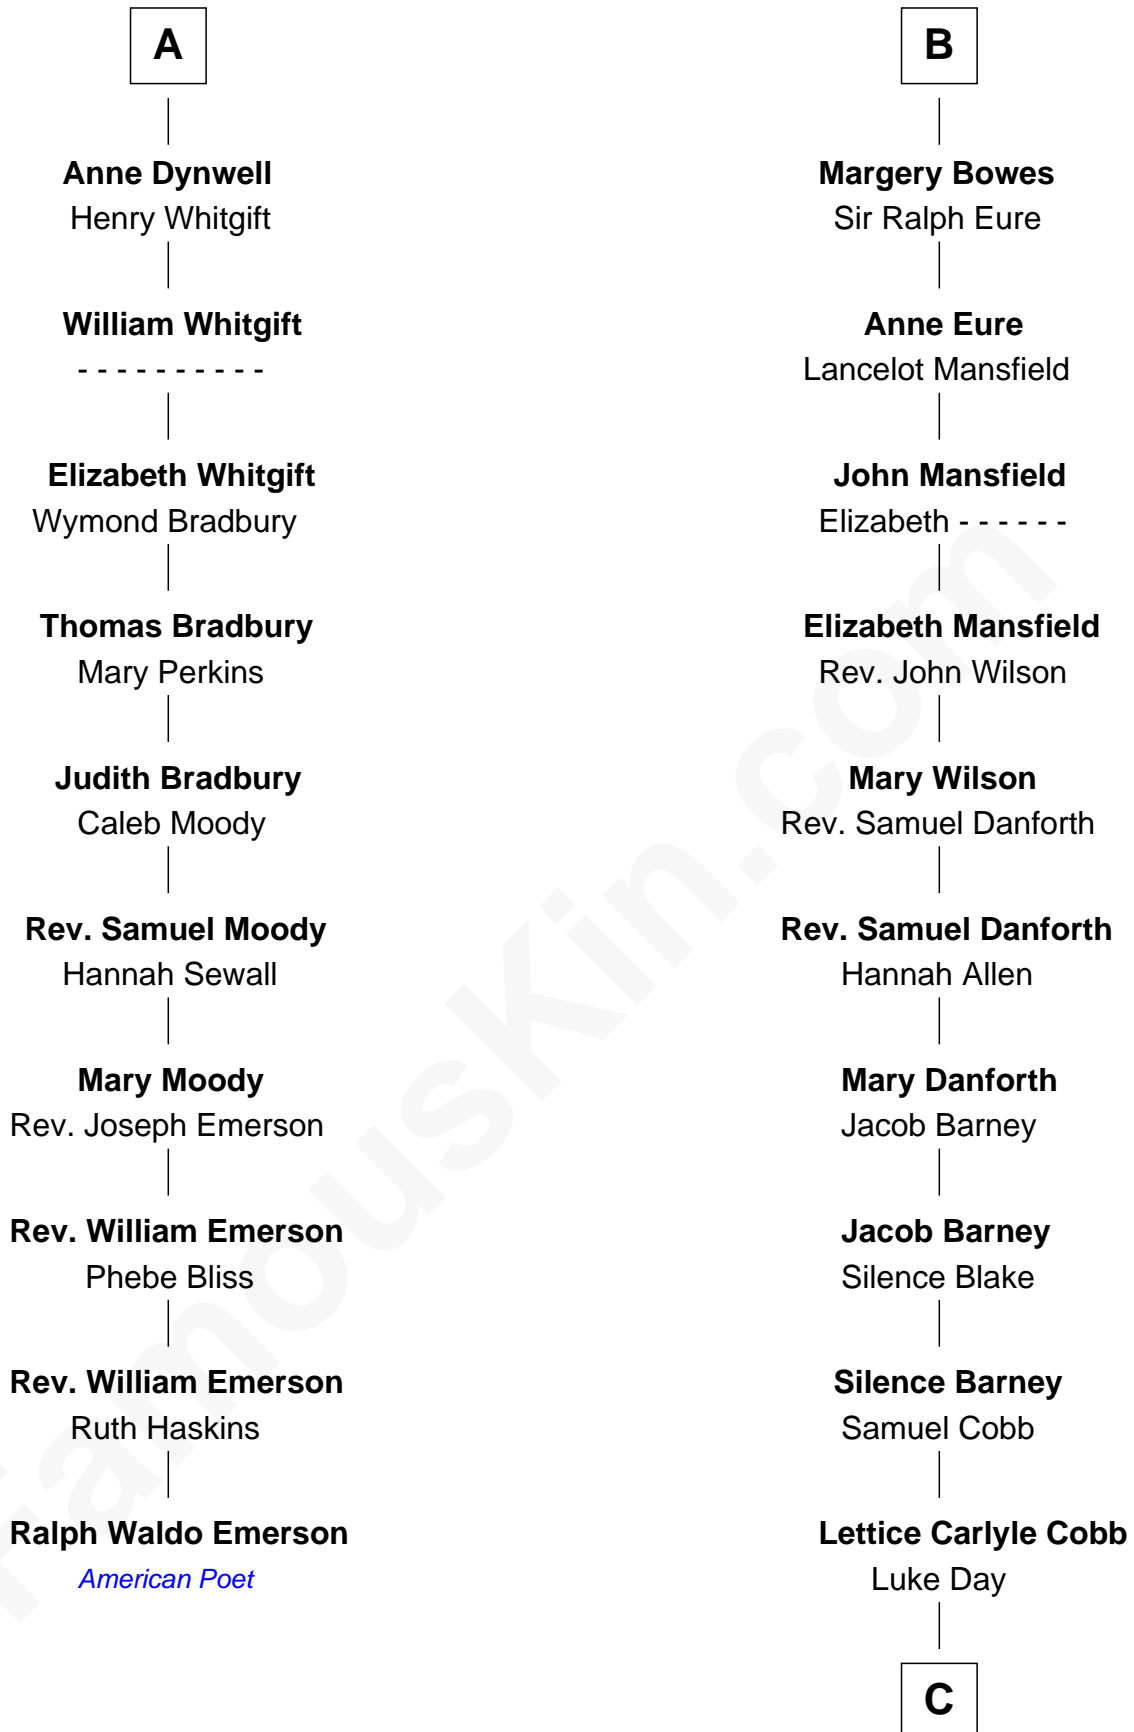 A
Anne Dynwell
Henry Whitgift
William Whitgift
- - - - - - - - - -
Elizabeth Whitgift
Wymond Bradbury
Thomas Bradbury
Mary Perkins
Judith Bradbury
Caleb Moody
Rev. Samuel Moody
Hannah Sewall
Mary Moody
Rev. Joseph Emerson
Rev. William Emerson
Phebe Bliss
Rev. William Emerson
Ruth Haskins
Ralph Waldo Emerson
American Poet
B
Margery Bowes
Sir Ralph Eure
Anne Eure
Lancelot Mansfield
John Mansfield
Elizabeth - - - - - -
Elizabeth Mansfield
Rev. John Wilson
Mary Wilson
Rev. Samuel Danforth
Rev. Samuel Danforth
Hannah Allen
Mary Danforth
Jacob Barney
Jacob Barney
Silence Blake
Silence Barney
Samuel Cobb
Lettice Carlyle Cobb
Luke Day
C
FamousKin.com